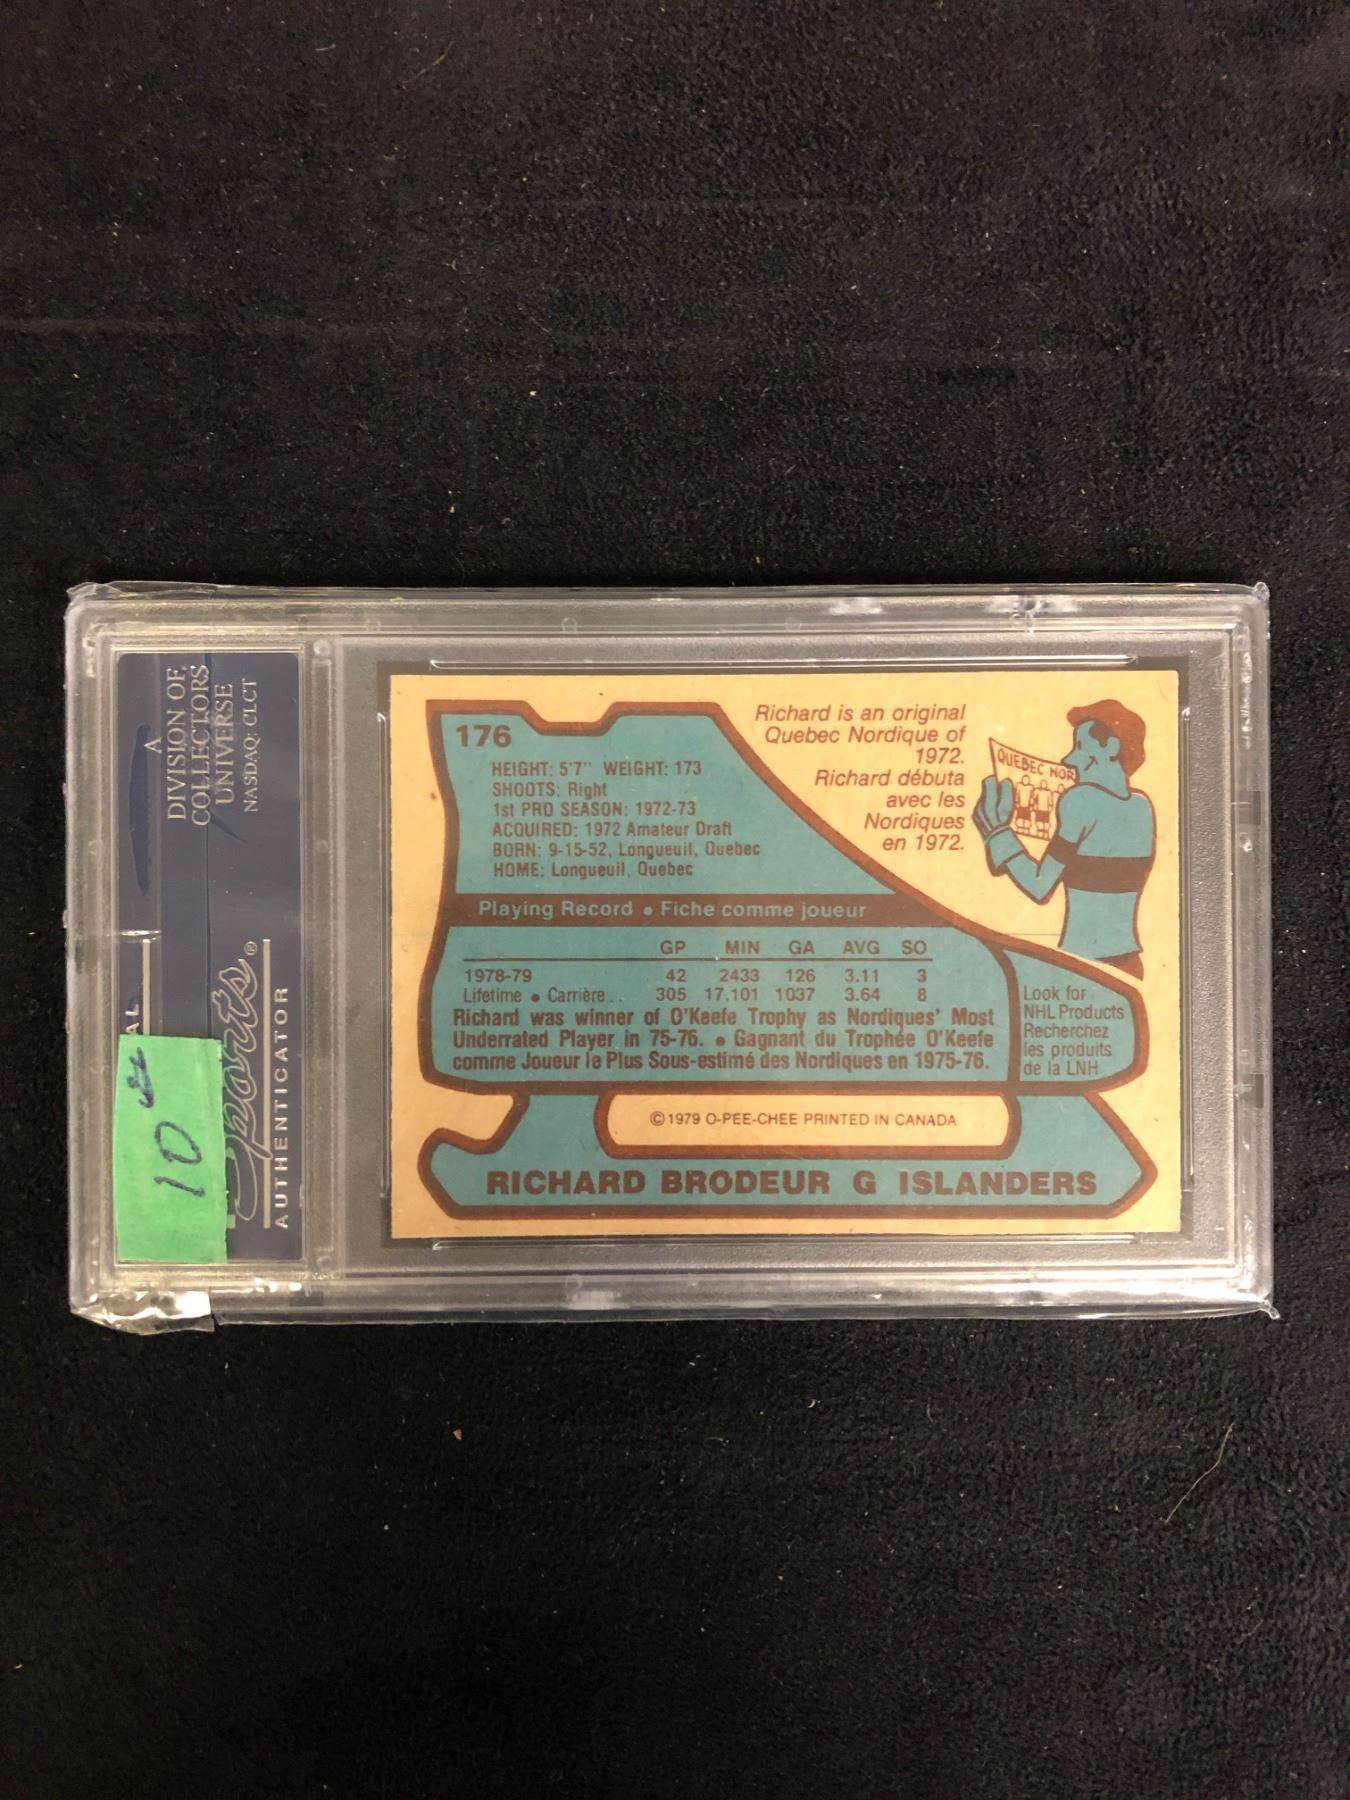 A
DIVISION OF
COLLECTORS
UNIVERSE
NASDAQ: CLCT
Sports®
AUTHENTICATOR
10
176
HEIGHT: 5'7" WEIGHT: 173
SHOOTS: Right
1st PRO SEASON: 1972-73
ACQUIRED: 1972 Amateur Draft
BORN: 9-15-52, Longueuil, Quebec
HOME: Longueuil, Quebec
Richard is an original
Quebec Nordique of
1972.
Richard débuta
avec les
Nordiques
en 1972.
QUEBEC NOR
Playing Record • Fiche comme joueur
GP MIN GA AVG SO
1978-79 42 2433 126 3.11 3
Lifetime • Carrière.. 305 17.101 1037 3.64 8
Richard was winner of O'Keefe Trophy as Nordiques' Most
Underrated Player in 75-76. • Gagnant du Trophée O'Keefe
comme Joueur le Plus Sous-estimé des Nordiques en 1975-76.
Look for
NHL Products
Recherchez
les produits
de la LNH
©1979 O-PEE-CHEE PRINTED IN CANADA
RICHARD BRODEUR G ISLANDERS